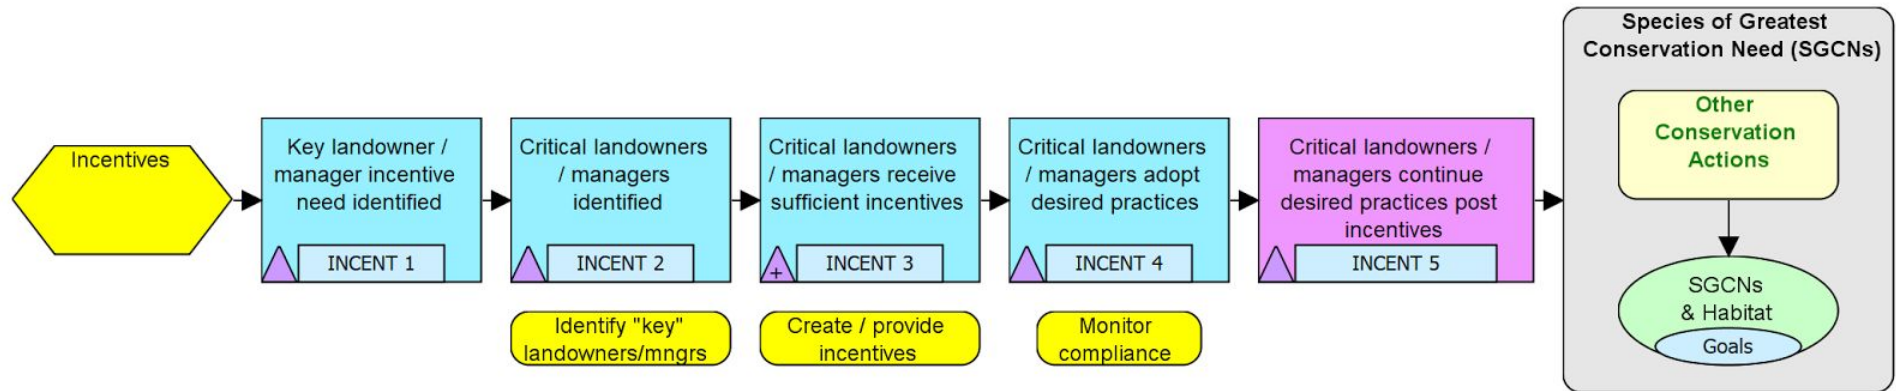 Incentives
Key landowner /
manager incentive
need identified
INCENT 1
Critical landowners
/ managers
identified
INCENT 2
Critical landowners
/ managers receive
sufficient incentives
+
INCENT 3
Critical landowners
/ managers adopt
desired practices
INCENT 4
Critical landowners /
managers continue
desired practices post
incentives
INCENT 5
Identify "key"
landowners/mngrs
Create / provide
incentives
Monitor
compliance
Species of Greatest
Conservation Need (SGCNs)
Other
Conservation
Actions
SGCNs
& Habitat
Goals